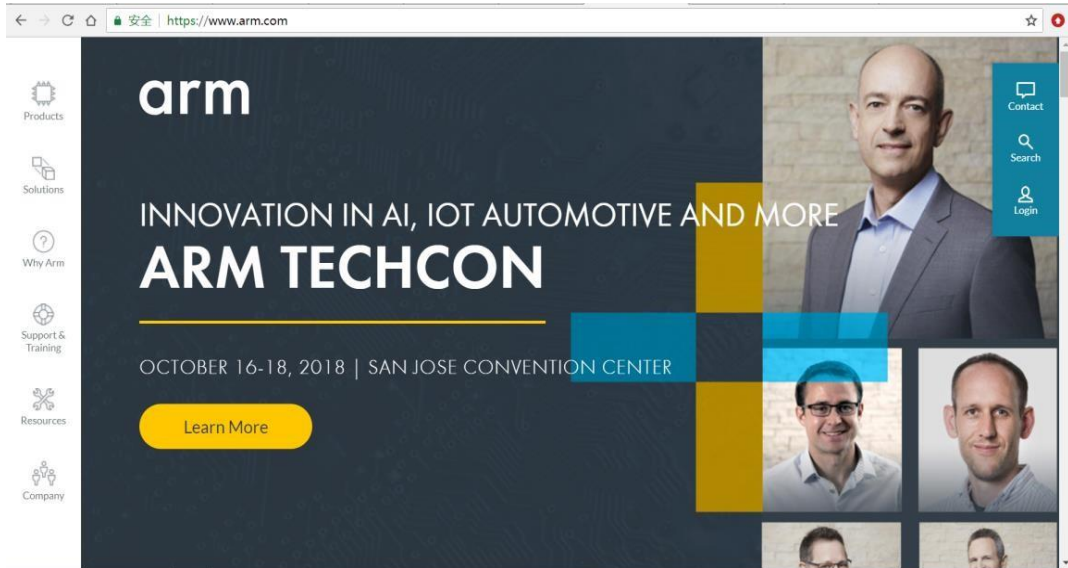 安全 https://www.arm.com
Products
Solutions
Why Arm
Support &
Training
Resources
Company
arm
INNOVATION IN AI, IOT AUTOMOTIVE AND MORE
ARM TECHCON
OCTOBER 16-18, 2018 | SAN JOSE CONVENTION CENTER
Learn More
Contact
Search
Login